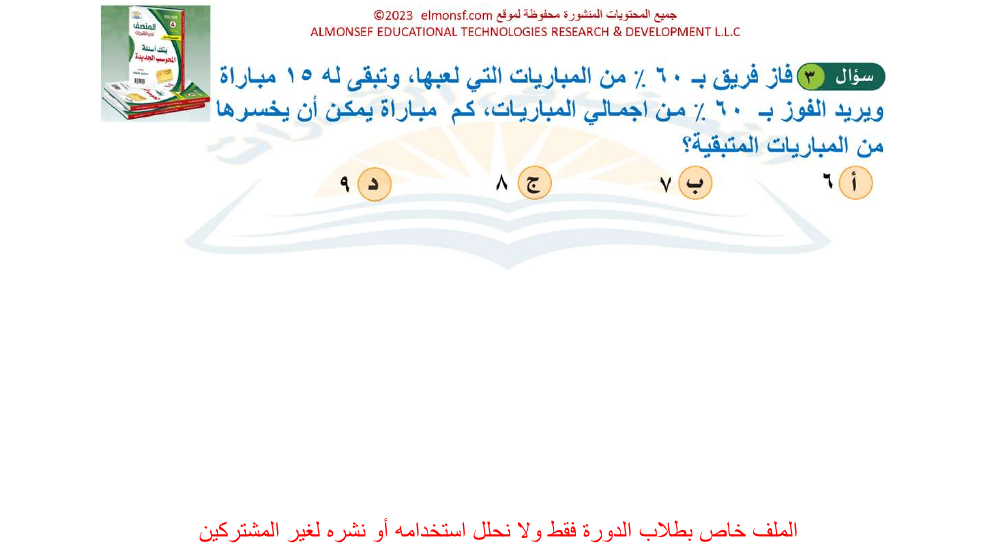 جميع المحتويات المنشورة محفوظة لموقع elmonsf.com ©2023
ALMONSEF EDUCATIONAL TECHNOLOGIES RESEARCH & DEVELOPMENT L.L.C
المنصف
بنك أسئلة
المحوسب الجديدة
سؤال ٣ فاز فريق بـ ٦٠ ٪ من المباريات التي لعبها، وتبقى له ١٥ مباراة
ويريد الفوز بـ ٦٠ ٪ من اجمالي المباريات، كم مباراة يمكن أن يخسرها
من المباريات المتبقية؟
أ ٦ ب ٧ ج ٨ د ٩
الملف خاص بطلاب الدورة فقط ولا نحلل استخدامه أو نشره لغير المشتركين